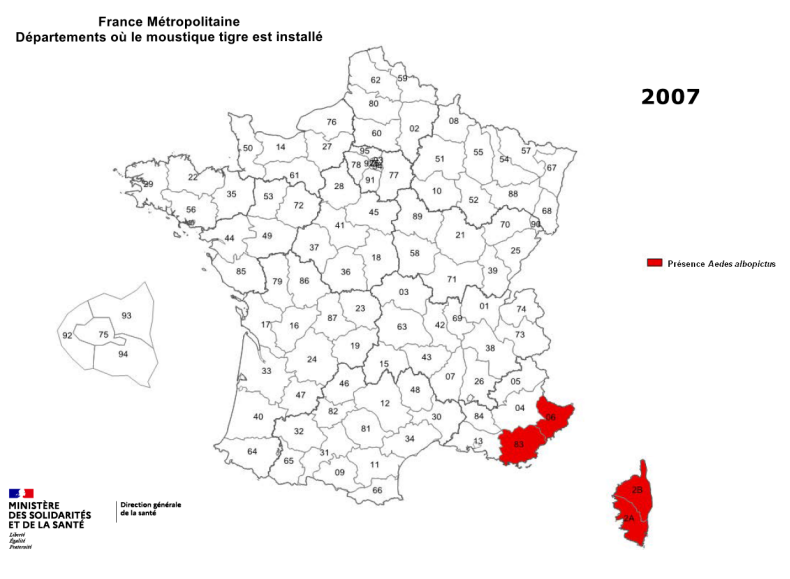 France Métropolitaine
Départements où le moustique tigre est installé
2007
62 59
80
76 02 08
60
50 14 27 95 55 57
78 93 51 54 67
77
29 22 61 91
35 53 28 10 52 88 68
56 72 45 89 70 90
41 21
44 49 37 25
18 58
85 79 86 36 71 39
03
93 23 01 74
92 75 17 16 87 63 42 69 73
94 19 38
24 43
33 15 07 26 05
46 48
47 12 04 06
40 82 30 84
32 81 34 13 83
64 31
65 09 11
66
Présence Aedes albopictus
2B
2A
MINISTÈRE
DES SOLIDARITÉS
ET DE LA SANTÉ
Liberté
Égalité
Fraternité
Direction générale
de la santé